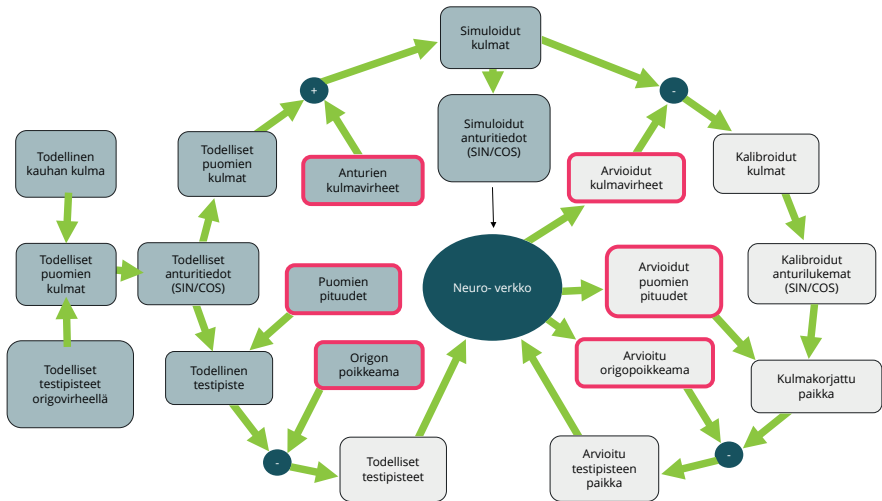 Simuloidut
kulmat
+
-
Simuloidut
anturitiedot
(SIN/COS)
Todellinen
kauhan kulma
Todelliset
puomien
kulmat
Anturien
kulmavirheet
Arvioidut
kulmavirheet
Kalibroidut
kulmat
Todelliset
puomien
kulmat
Todelliset
anturitiedot
(SIN/COS)
Puomien
pituudet
Neuro- verkko
Arvioidut
puomien
pituudet
Kalibroidut
anturilukemat
(SIN/COS)
Todelliset
testipisteet
origovirheellä
Todellinen
testipiste
Origon
poikkeama
Arvioitu
origopoikkeama
Kulmakorjattu
paikka
-
Todelliset
testipisteet
Arvioitu
testipisteen
paikka
-